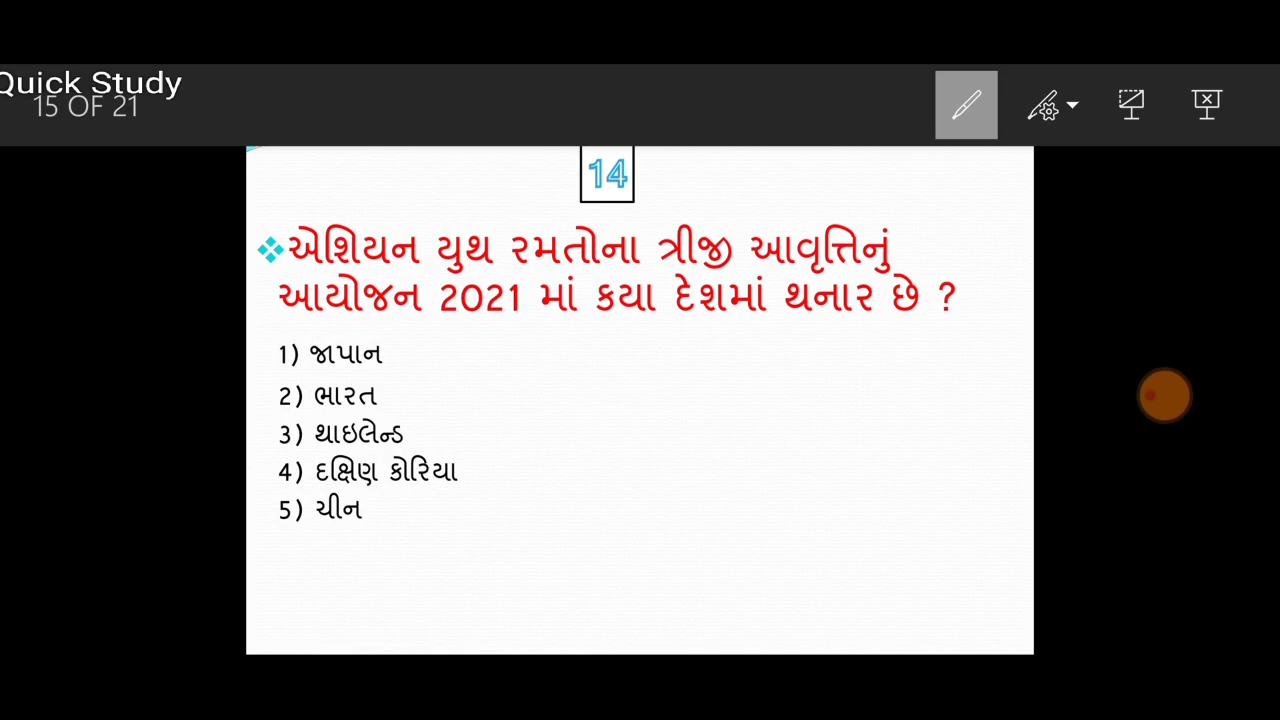 Quick Study
15 OF 21
14
એશિયન યુથ રમતોના ત્રીજી આવૃત્તિનું
આયોજન 2021 માં કયા દેશમાં થનાર છે ?
1) જાપાન
2) ભારત
3) થાઇલેન્ડ
4) દક્ષિણ કોરિયા
5) ચીન